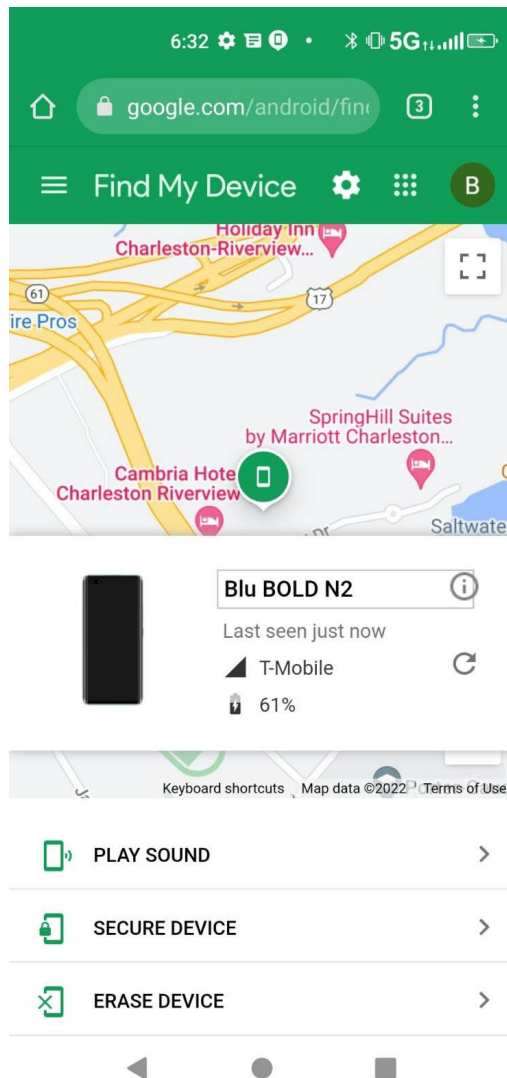 6:32
5G
google.com/android/find
3
Find My Device
B
Holiday Inn
Charleston-Riverview...
61
17
ire Pros
SpringHill Suites
by Marriott Charleston...
Cambria Hote
Charleston Riverview
Dr
Saltwate
Blu BOLD N2
Last seen just now
T-Mobile
61%
Keyboard shortcuts
Map data ©2022
Terms of Use
PLAY SOUND
SECURE DEVICE
ERASE DEVICE